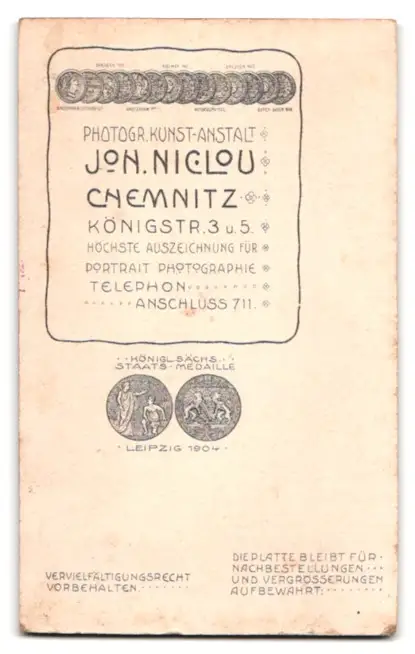 PHOTOGR. KUNST-ANSTALT
JOH. NICLOU
CHEMNITZ
KÖNIGSTR. 3 u. 5.
HÖCHSTE AUSZEICHNUNG FÜR
PORTRAIT PHOTOGRAPHIE
TELEPHON
ANSCHLUSS 711.
KÖNIGL. SÄCHS.
STAATS-MEDAILLE
LEIPZIG 1904
VERVIELFÄLTIGUNGSRECHT
VORBEHALTEN.
DIE PLATTE BLEIBT FÜR
NACHBESTELLUNGEN
UND VERGRÖSSERUNGEN
AUFBEWAHRT.